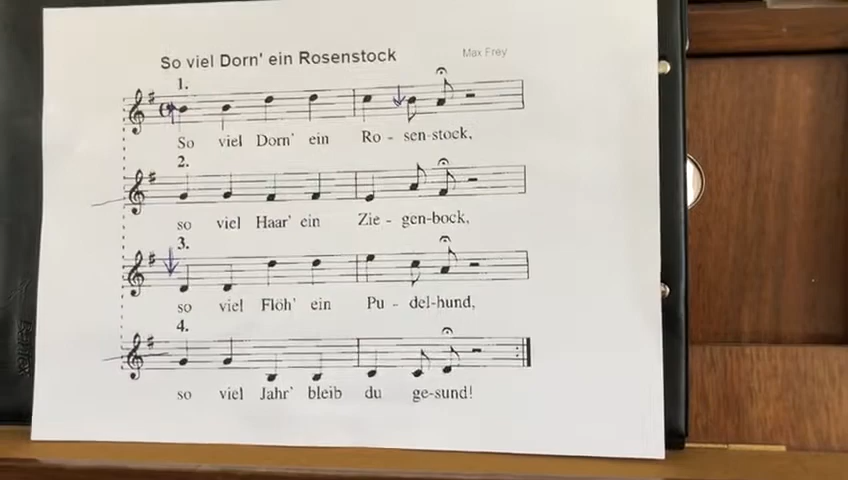 So viel Dorn' ein Rosenstock
Max Frey
1.
So viel Dorn' ein Ro - sen-stock,
2.
so viel Haar' ein Zie - gen-bock,
3.
so viel Flöh' ein Pu - del-hund,
4.
so viel Jahr' bleib du ge-sund!